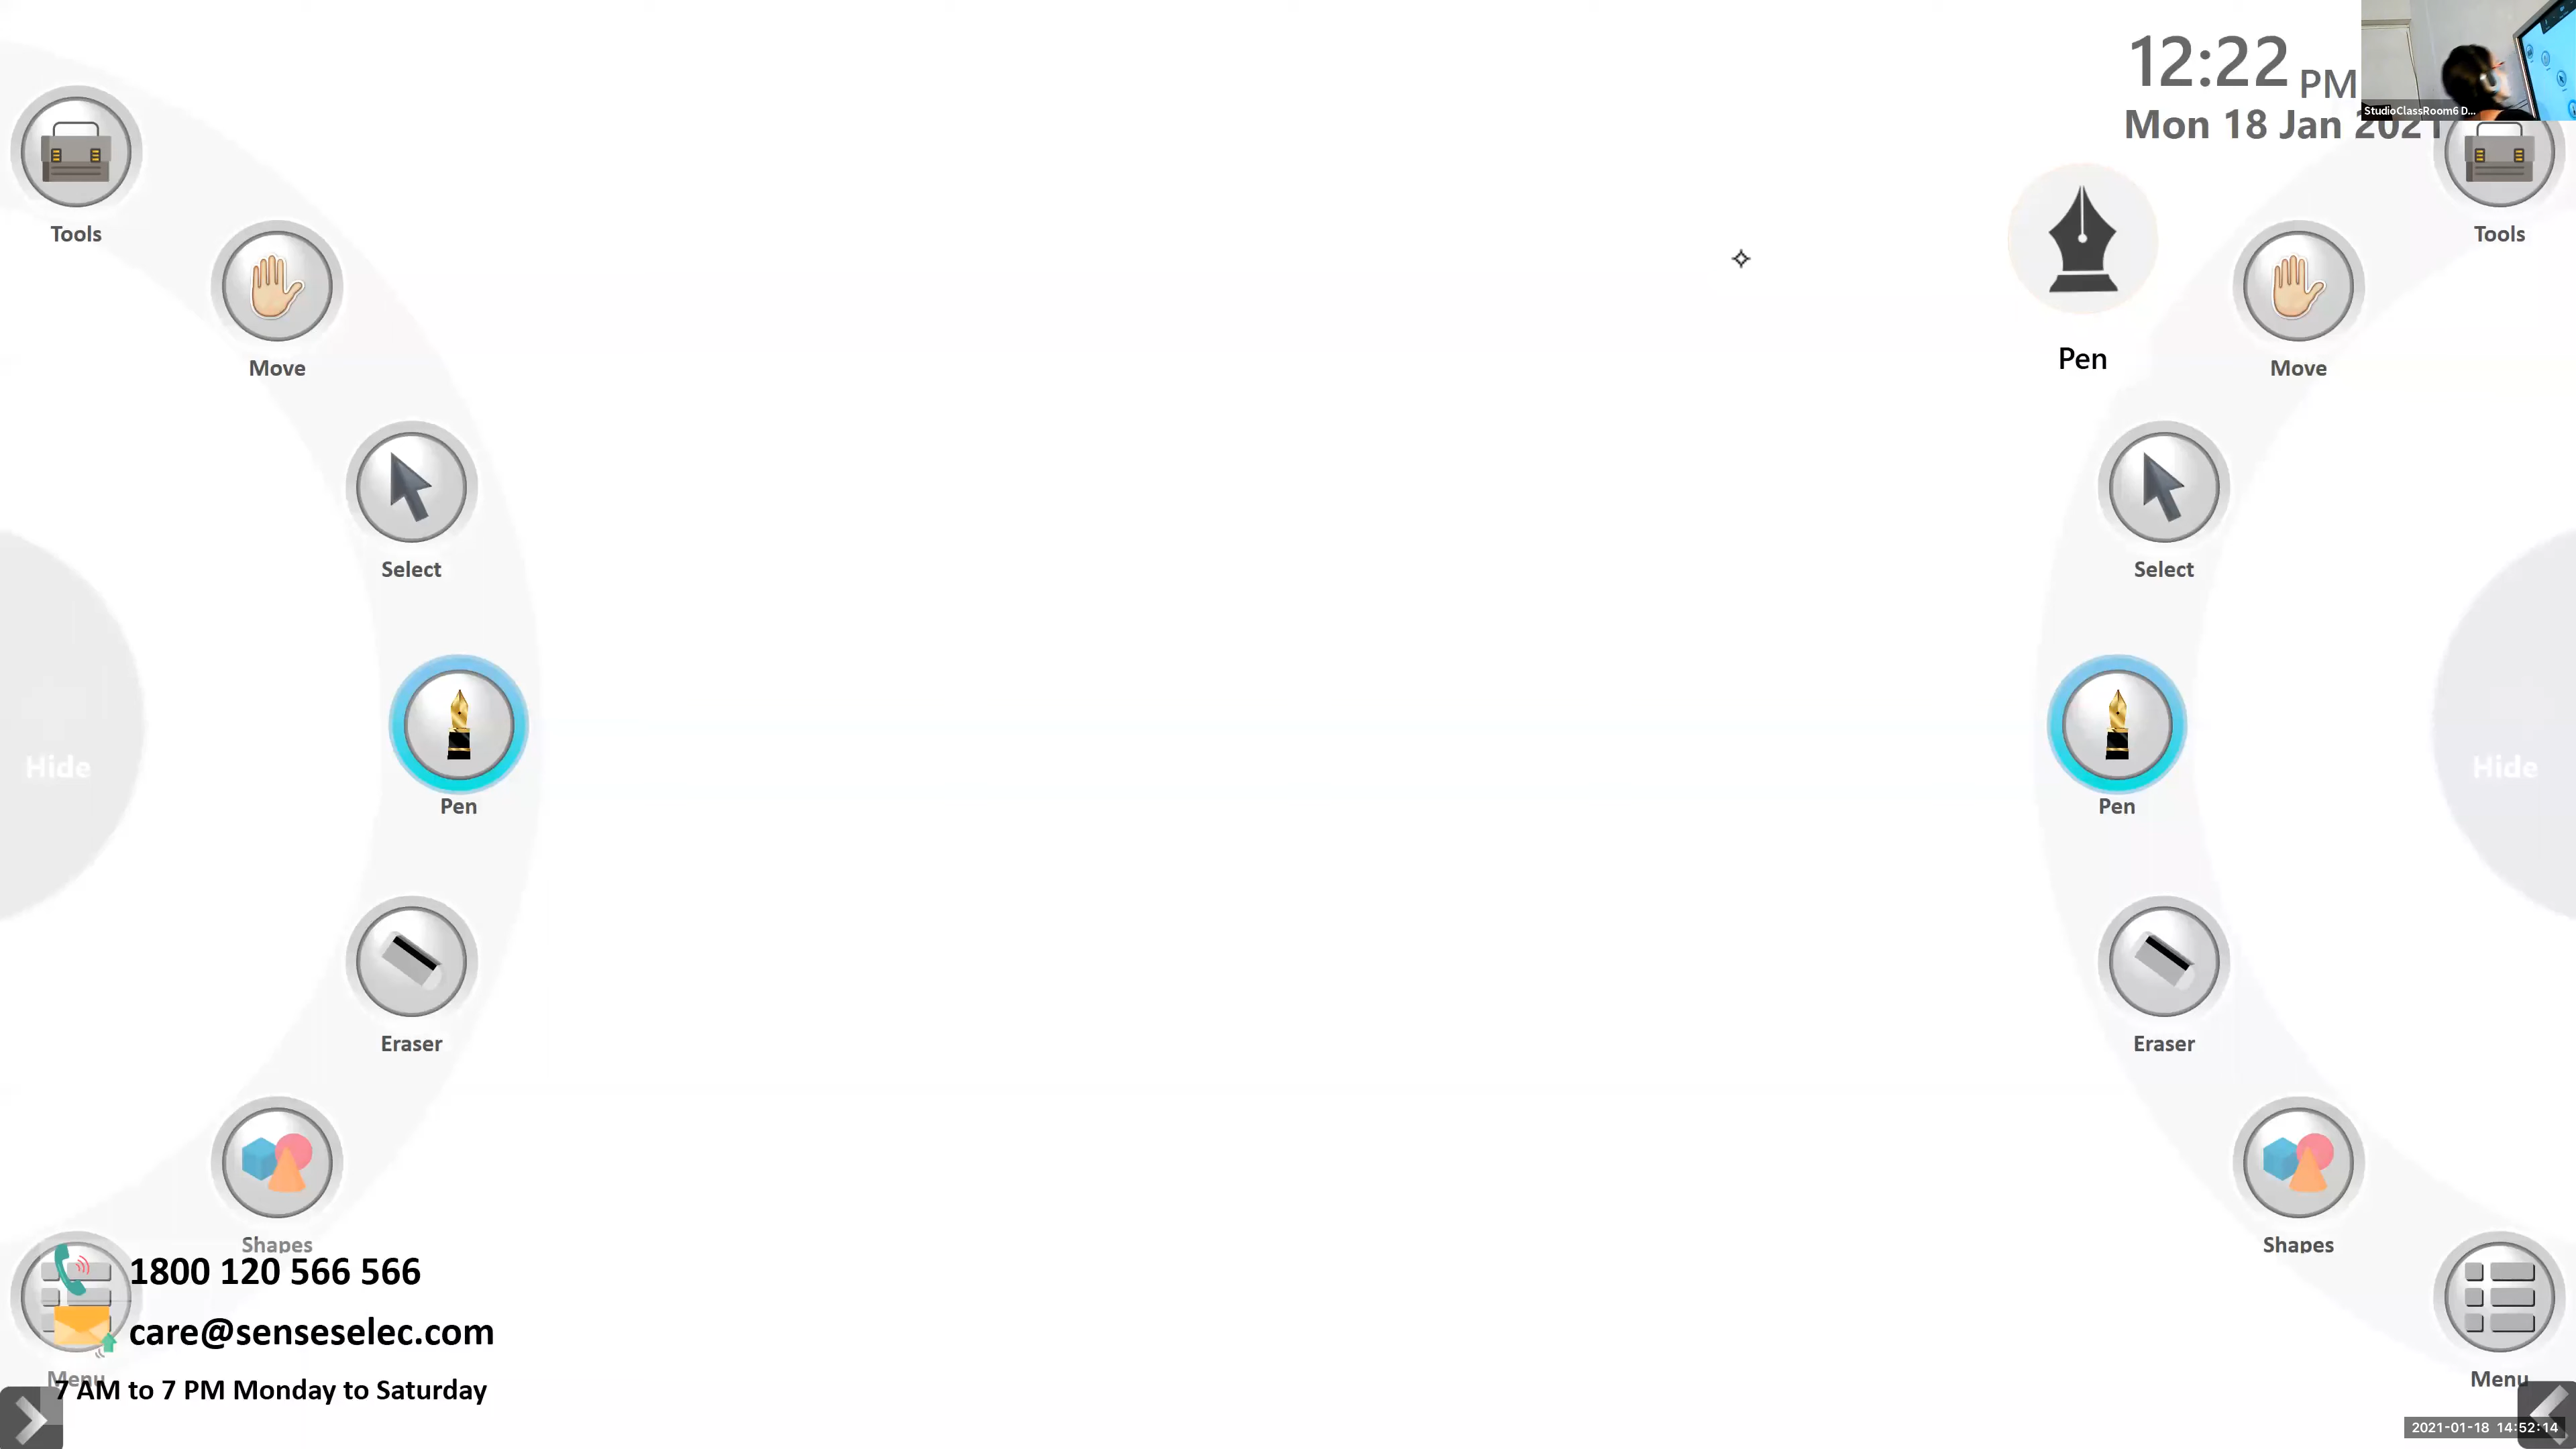 12:22 PM
StudioClassRoom6 D...
Mon 18 Jan 2021
Tools
Tools
Move
Pen
Move
Select
Select
Hide
Hide
Pen
Pen
Eraser
Eraser
Shapes
Shapes
1800 120 566 566
care@senseselec.com
Menu
Menu
7 AM to 7 PM Monday to Saturday
2021-01-18 14:52:14